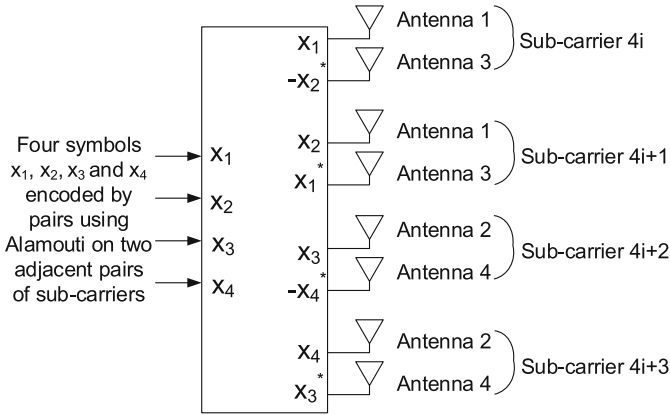 x₁ Antenna 1
-x₂* Antenna 3
Sub-carrier 4i
x₂ Antenna 1
x₁* Antenna 3
Sub-carrier 4i+1
x₃ Antenna 2
-x₄* Antenna 4
Sub-carrier 4i+2
x₄ Antenna 2
x₃* Antenna 4
Sub-carrier 4i+3
Four symbols
x₁, x₂, x₃ and x₄
encoded by
pairs using
Alamouti on two
adjacent pairs
of sub-carriers
x₁
x₂
x₃
x₄